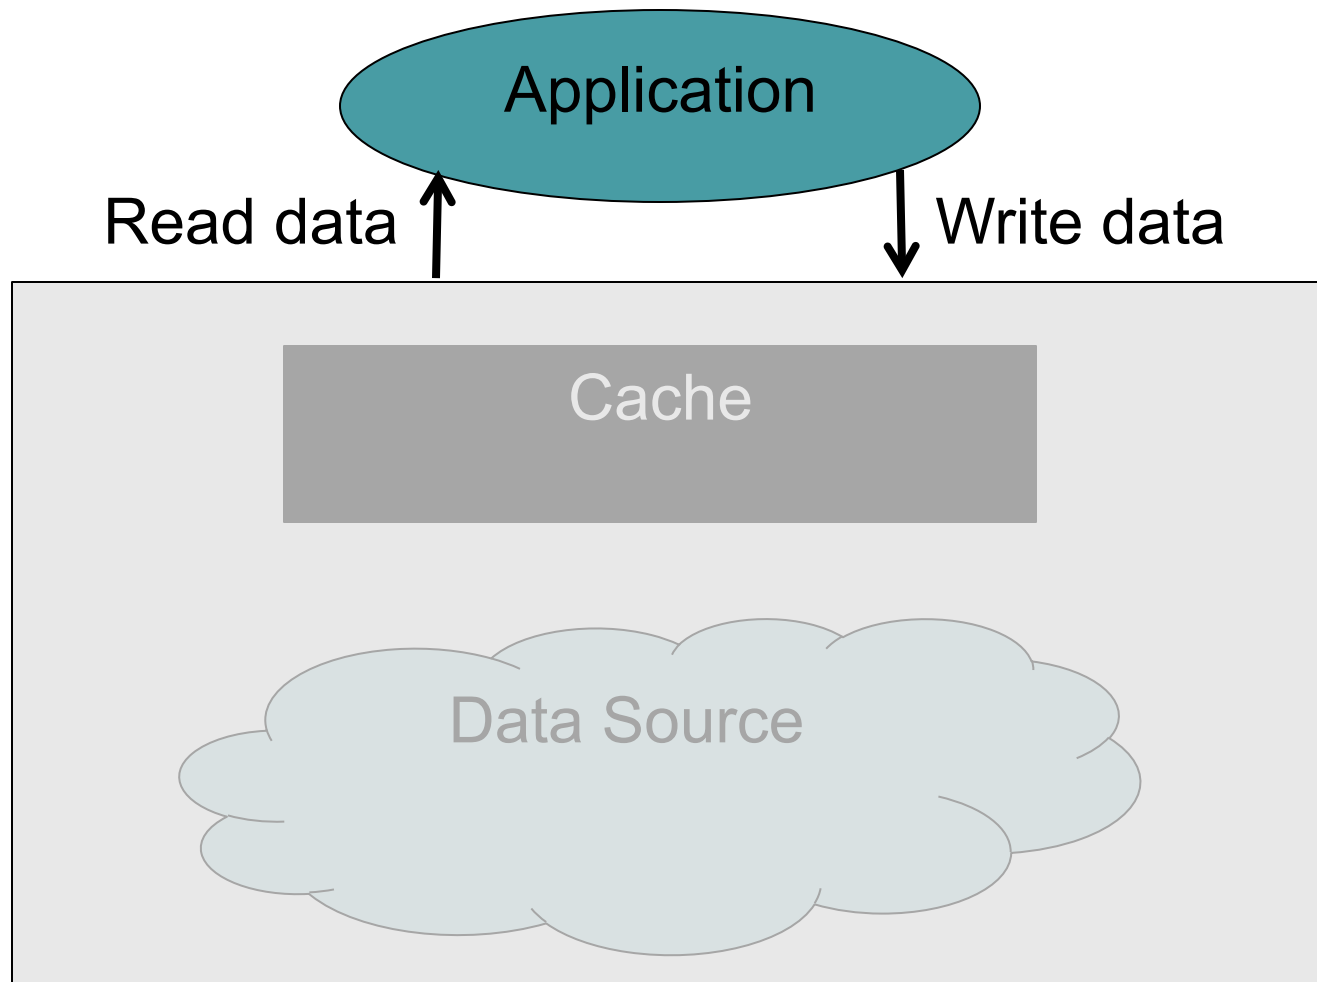 Application
Read data
Write data
Cache
Data Source